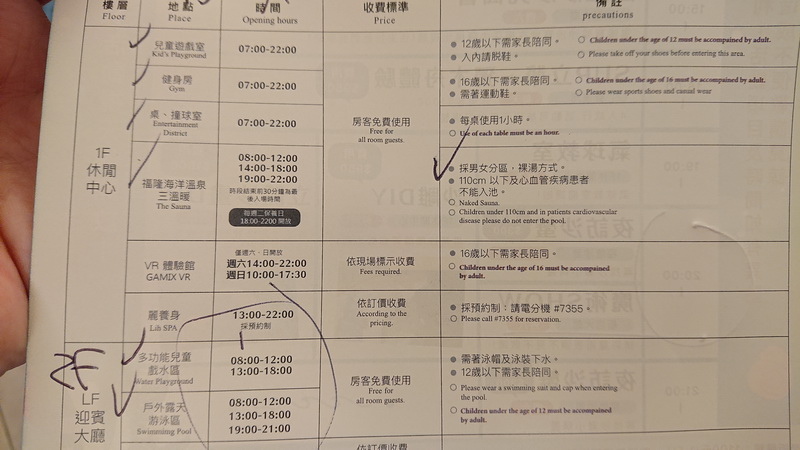 樓層
Floor
地點
Place
時間
Opening hours
收費標準
Price
備註
precautions
1F
休閒
中心
兒童遊戲室
Kid's Playground
07:00-22:00
12歲以下需家長陪同。
入內請脫鞋。
Children under the age of 12 must be accompanied by adult.
Please take off your shoes before entering this area.
健身房
Gym
07:00-22:00
16歲以下需家長陪同。
需著運動鞋。
Children under the age of 16 must be accompanied by adult.
Please wear sports shoes and casual wear
桌、撞球室
Entertainment
District
07:00-22:00
房客免費使用
Free for
all room guests.
每桌使用1小時。
Use of each table must be an hour.
福隆海洋溫泉
三溫暖
The Sauna
08:00-12:00
14:00-18:00
19:00-22:00
時段結束前30分鐘為最
後入場時間
每週二保養日
18:00-2200 開放
採男女分區，裸湯方式。
110cm 以及心血管疾病患者
不能入池。
Naked Sauna.
Children under 110cm and in patients cardiovascular
disease please do not enter the pool.
VR 體驗館
GAMIX VR
僅週六、日開放
週六14:00-22:00
週日10:00-17:30
依現場標示收費
Fees required.
16歲以下需家長陪同。
Children under the age of 16 must be accompanied
by adult.
麗養身
Lih SPA
13:00-22:00
採預約制
依訂價收費
According to the
pricing.
採預約制：請電分機 #7355。
Please call #7355 for reservation.
2F
LF
迎賓
大廳
多功能兒童
戲水區
Water Playground
08:00-12:00
13:00-18:00
房客免費使用
Free for
all room guests.
需著泳帽及泳裝下水。
12歲以下需家長陪同。
Please wear a swimming suit and cap when entering
the pool.
Children under the age of 12 must be accompanied
by adult.
戶外露天
游泳區
Swimming Pool
08:00-12:00
13:00-18:00
19:00-21:00
依訂價收費